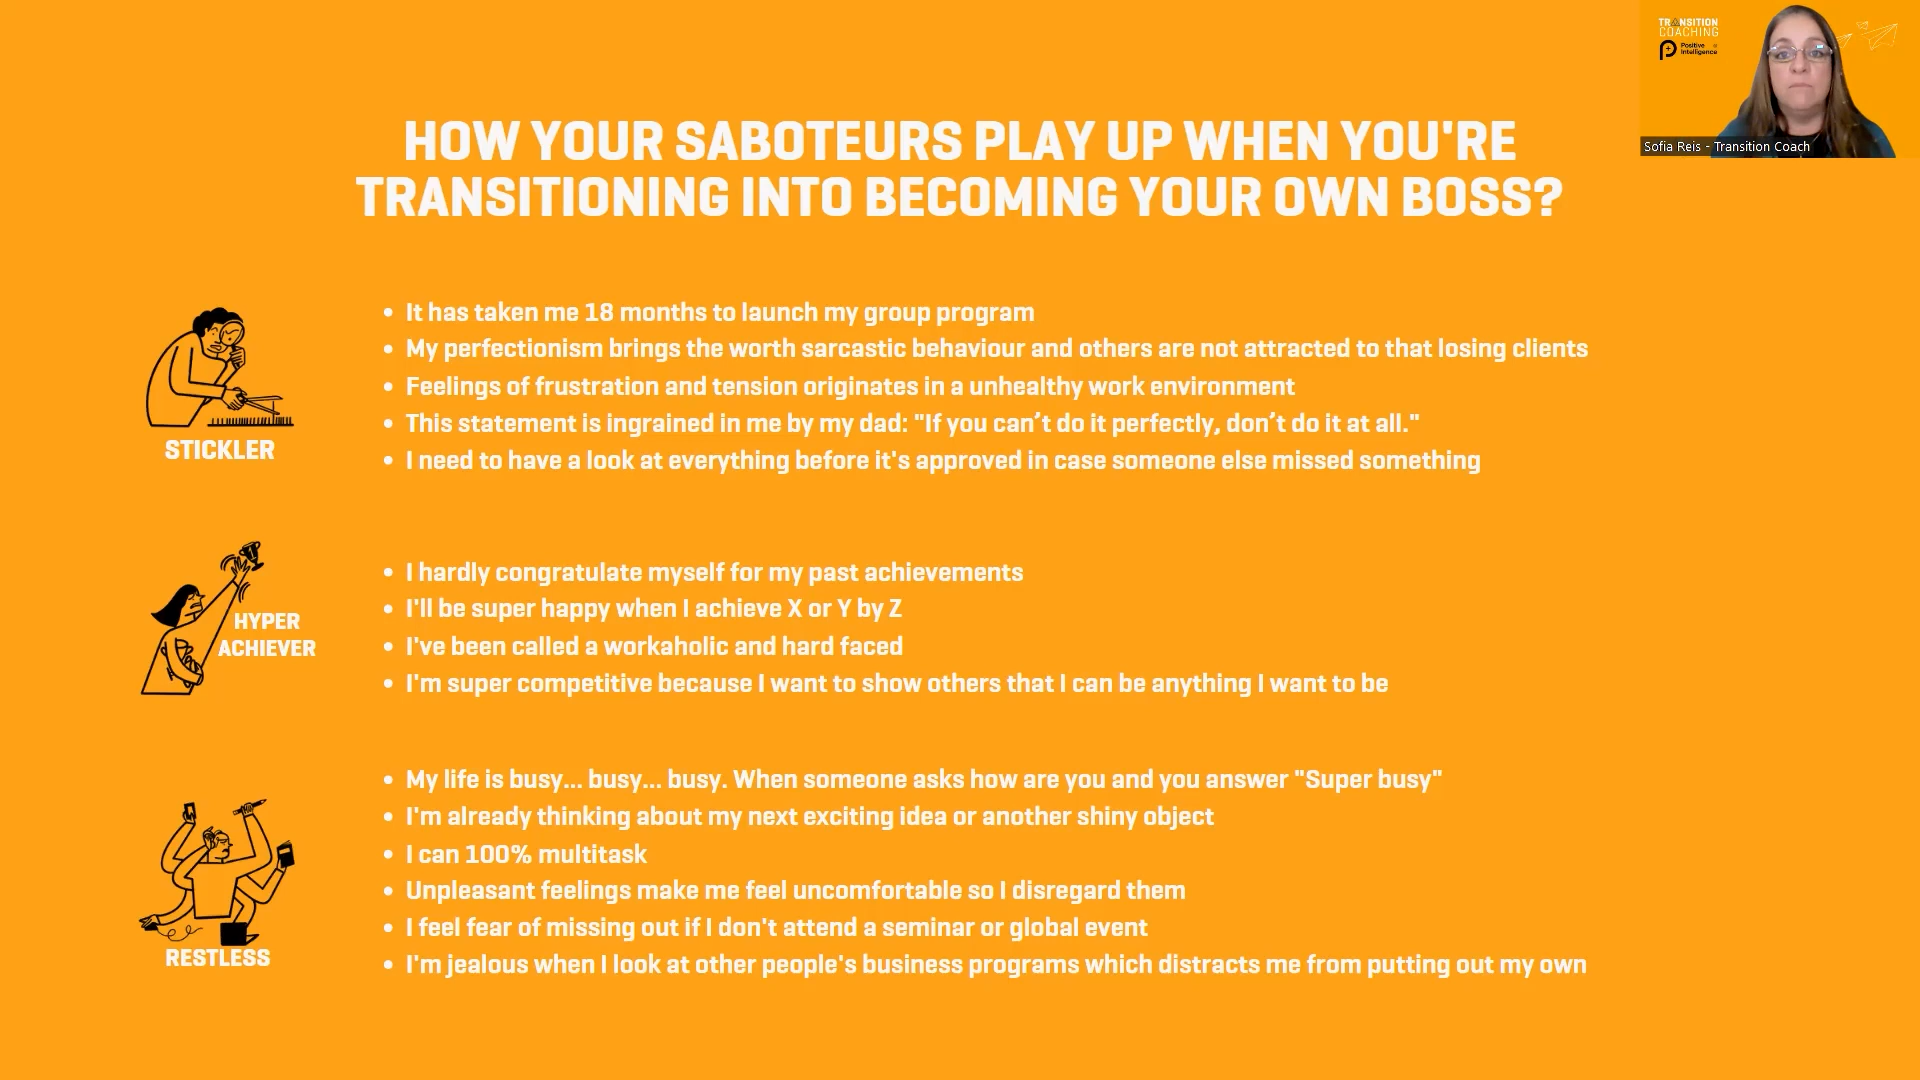 TRANSITION
COACHING
Positive
Intelligence
Sofia Reis - Transition Coach
HOW YOUR SABOTEURS PLAY UP WHEN YOU'RE
TRANSITIONING INTO BECOMING YOUR OWN BOSS?
STICKLER
• It has taken me 18 months to launch my group program
• My perfectionism brings the worth sarcastic behaviour and others are not attracted to that losing clients
• Feelings of frustration and tension originates in a unhealthy work environment
• This statement is ingrained in me by my dad: "If you can’t do it perfectly, don’t do it at all."
• I need to have a look at everything before it's approved in case someone else missed something
HYPER
ACHIEVER
• I hardly congratulate myself for my past achievements
• I'll be super happy when I achieve X or Y by Z
• I've been called a workaholic and hard faced
• I'm super competitive because I want to show others that I can be anything I want to be
RESTLESS
• My life is busy... busy... busy. When someone asks how are you and you answer "Super busy"
• I'm already thinking about my next exciting idea or another shiny object
• I can 100% multitask
• Unpleasant feelings make me feel uncomfortable so I disregard them
• I feel fear of missing out if I don't attend a seminar or global event
• I'm jealous when I look at other people's business programs which distracts me from putting out my own